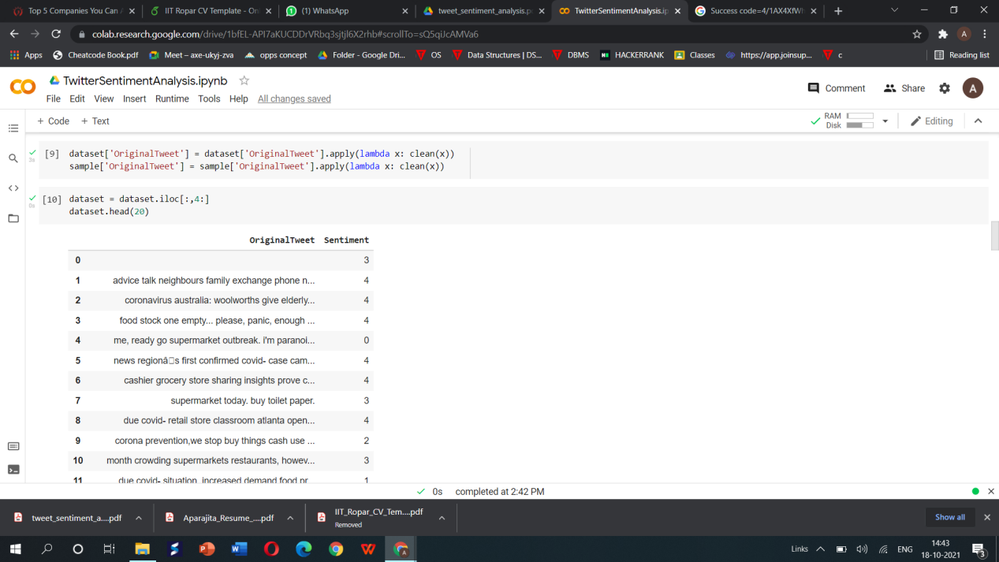 Top 5 Companies You Can A
IIT Ropar CV Template - On
(1) WhatsApp
tweet_sentiment_analysis.p
TwitterSentimentAnalysis.ip
Success code=4/1AX4XfW
colab.research.google.com/drive/1bfEL-API7aKUCDDrVRbq3sjtjl6X2rhb#scrollTo=sQ5qiJcAMVa6
A
Apps
Cheatcode Book.pdf
Meet – axe-ukyj-zva
opps concept
Folder - Google Dri...
OS
Data Structures | DS...
DBMS
HACKERRANK
Classes
https://app.joinsup...
c
Reading list
TwitterSentimentAnalysis.ipynb
File Edit View Insert Runtime Tools Help All changes saved
Comment
Share
A
+ Code + Text
RAM
Disk
Editing
[9] dataset['OriginalTweet'] = dataset['OriginalTweet'].apply(lambda x: clean(x))
3s
sample['OriginalTweet'] = sample['OriginalTweet'].apply(lambda x: clean(x))
[10] dataset = dataset.iloc[:,4:]
0s
dataset.head(20)
OriginalTweet Sentiment
0 3
1 advice talk neighbours family exchange phone n... 4
2 coronavirus australia: woolworths give elderly... 4
3 food stock one empty... please, panic, enough ... 4
4 me, ready go supermarket outbreak. i'm paranoi... 0
5 news regionâ□s first confirmed covid- case cam... 4
6 cashier grocery store sharing insights prove c... 4
7 supermarket today. buy toilet paper. 3
8 due covid- retail store classroom atlanta open... 4
9 corona prevention,we stop buy things cash use ... 2
10 month crowding supermarkets restaurants, howev... 3
11 due covid- situation, increased demand food pr 1
0s completed at 2:42 PM
tweet_sentiment_a....pdf
Aparajita_Resume_....pdf
IIT_Ropar_CV_Tem....pdf
Removed
Show all
Links
ENG
14:43
18-10-2021
3